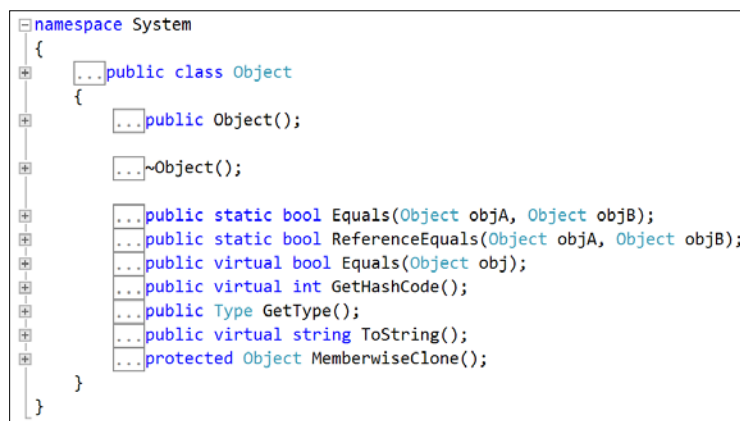 namespace System
{
...public class Object
{
...public Object();
...~Object();
...public static bool Equals(Object objA, Object objB);
...public static bool ReferenceEquals(Object objA, Object objB);
...public virtual bool Equals(Object obj);
...public virtual int GetHashCode();
...public Type GetType();
...public virtual string ToString();
...protected Object MemberwiseClone();
}
}